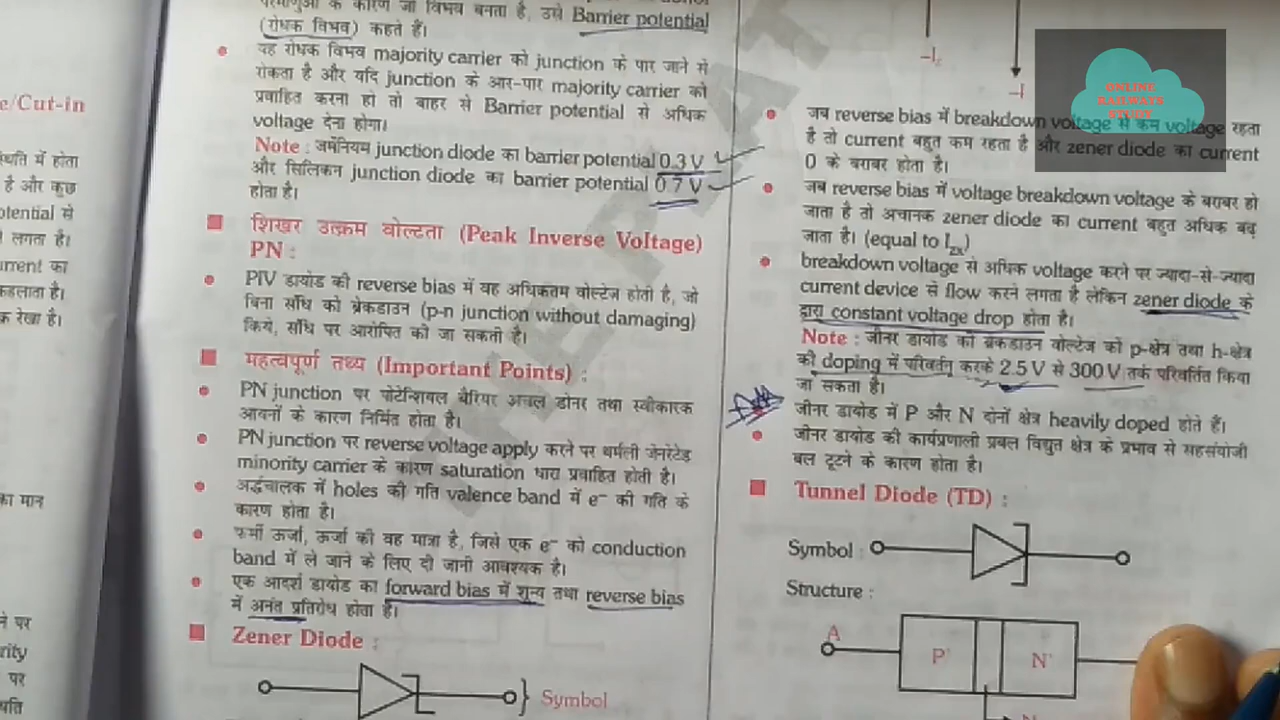 e/Cut-in
स्थिति में होता
है और कुछ
otential से
लगता है।
urrent का
कहलाता है।
क रेखा है।
का मान
ने पर
rity
पर
परमाणुओं के कारण जो विभव बनता है, उसे Barrier potential
(रोधक विभव) कहते हैं।
यह रोधक विभव majority carrier को junction के पार जाने से
रोकता है और यदि junction के आर-पार majority carrier को
प्रवाहित करना हो तो बाहर से Barrier potential से अधिक
voltage देना होगा।
Note : जर्मेनियम junction diode का barrier potential 0.3 V
और सिलिकन junction diode का barrier potential 0.7 V
होता है।
शिखर उत्क्रम वोल्टता (Peak Inverse Voltage)
PN :
PIV डायोड की reverse bias में वह अधिकतम वोल्टेज होती है, जो
बिना संधि को ब्रेकडाउन (p-n junction without damaging)
किये, संधि पर आरोपित की जा सकती है।
महत्वपूर्ण तथ्य (Important Points) :
PN junction पर पोटेन्शियल बैरियर अचल डोनर तथा स्वीकारक
आयनों के कारण निर्मित होता है।
PN junction पर reverse voltage apply करने पर थर्मली जेनरेटेड
minority carrier के कारण saturation धारा प्रवाहित होती है।
अर्द्धचालक में holes की गति valence band में e⁻ की गति के
कारण होता है।
फर्मी ऊर्जा, ऊर्जा की वह मात्रा है, जिसे एक e⁻ को conduction
band में ले जाने के लिए दी जानी आवश्यक है।
एक आदर्श डायोड का forward bias में शून्य तथा reverse bias
में अनंत प्रतिरोध होता है।
Zener Diode :
Symbol
ONLINE
RAILWAYS
STUDY
जब reverse bias में breakdown voltage से कम voltage रहता
है तो current बहुत कम रहता है और zener diode का current
0 के बराबर होता है।
जब reverse bias में voltage breakdown voltage के बराबर हो
जाता है तो अचानक zener diode का current बहुत अधिक बढ़
जाता है। (equal to I_zx)
breakdown voltage से अधिक voltage करने पर ज्यादा-से-ज्यादा
current device से flow करने लगता है लेकिन zener diode के
द्वारा constant voltage drop होता है।
Note : जीनर डायोड की ब्रेकडाउन वोल्टेज को p-क्षेत्र तथा h-क्षेत्र
की doping में परिवर्तन करके 2.5 V से 300 V तक परिवर्तित किया
जा सकता है।
जीनर डायोड में P और N दोनों क्षेत्र heavily doped होते हैं।
जीनर डायोड की कार्यप्रणाली प्रबल विद्युत क्षेत्र के प्रभाव से सहसंयोजी
बल टूटने के कारण होता है।
Tunnel Diode (TD) :
Symbol :
Structure :
A
P'
N'